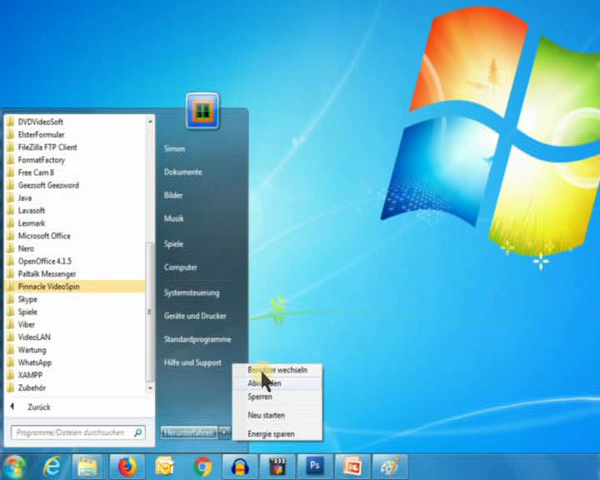 DVDVideoSoft
ElsterFormular
FileZilla FTP Client
FormatFactory
Free Cam 8
Geezsoft Geezword
Java
Lavasoft
Lexmark
Microsoft Office
Nero
OpenOffice 4.1.5
Paltalk Messenger
Pinnacle VideoSpin
Skype
Spiele
Viber
VideoLAN
Wartung
WhatsApp
XAMPP
Zubehör
Zurück
Programme/Dateien durchsuchen
Simon
Dokumente
Bilder
Musik
Spiele
Computer
Systemsteuerung
Geräte und Drucker
Standardprogramme
Hilfe und Support
Herunterfahren
Benutzer wechseln
Abmelden
Sperren
Neu starten
Energie sparen
Ps